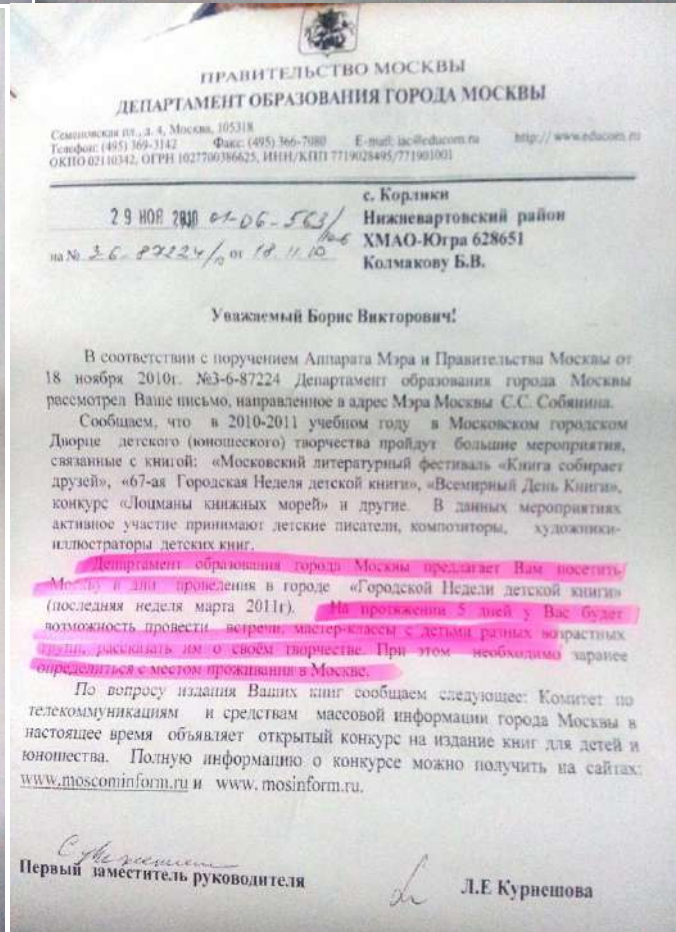 ПРАВИТЕЛЬСТВО МОСКВЫ
ДЕПАРТАМЕНТ ОБРАЗОВАНИЯ ГОРОДА МОСКВЫ
Семеновская пл., д. 4, Москва, 105318
Телефон: (495) 369-3142 Факс: (495) 366-7080 E-mail: iac@educom.ru http://www.educom.ru
ОКПО 02110342, ОГРН 1027700386625, ИНН/КПП 7719028495/771901001
с. Корлики
29 НОЯ 2010 01-06-563/ Нижневартовский район
ХМАО-Югра 628651
на № 3-6-87224/ от 18.11.10 Колмакову Б.В.
Уважаемый Борис Викторович!
В соответствии с поручением Аппарата Мэра и Правительства Москвы от
18 ноября 2010г. №3-6-87224 Департамент образования города Москвы
рассмотрел Ваше письмо, направленное в адрес Мэра Москвы С.С. Собянина.
Сообщаем, что в 2010-2011 учебном году в Московском городском
Дворце детского (юношеского) творчества пройдут большие мероприятия,
связанные с книгой: «Московский литературный фестиваль «Книга собирает
друзей», «67-ая Городская Неделя детской книги», «Всемирный День Книги»,
конкурс «Лоцманы книжных морей» и другие. В данных мероприятиях
активное участие принимают детские писатели, композиторы, художники-
иллюстраторы детских книг.
Департамент образования города Москвы предлагает Вам посетить
Москву в дни проведения в городе «Городской Недели детской книги»
(последняя неделя марта 2011г). На протяжении 5 дней у Вас будет
возможность провести встречи, мастер-классы с детьми разных возрастных
групп, рассказать им о своём творчестве. При этом необходимо заранее
определиться с местом проживания в Москве.
По вопросу издания Ваших книг сообщаем следующее: Комитет по
телекоммуникациям и средствам массовой информации города Москвы в
настоящее время объявляет открытый конкурс на издание книг для детей и
юношества. Полную информацию о конкурсе можно получить на сайтах:
www.moscominform.ru и www. mosinform.ru.
С уважением
Первый заместитель руководителя Л.Е Курнешова